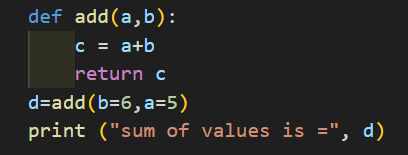 def add(a,b):
    c = a+b
    return c
d=add(b=6,a=5)
print ("sum of values is =", d)